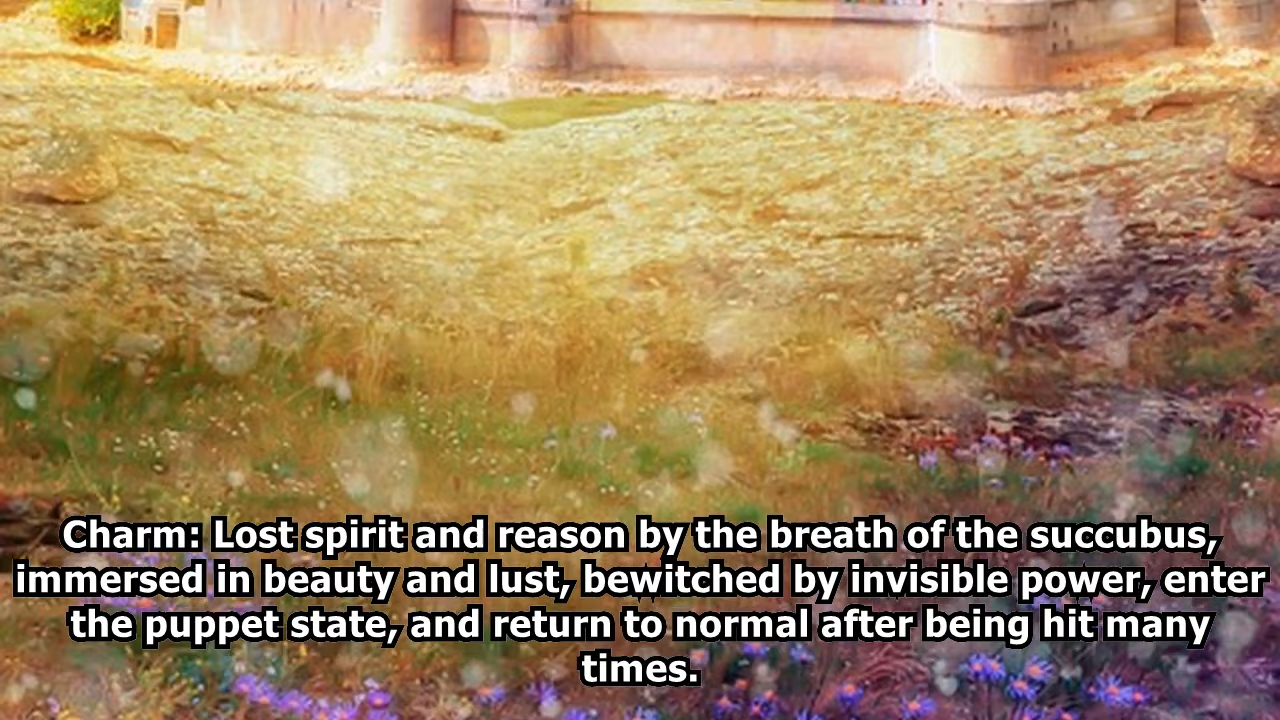 Charm: Lost spirit and reason by the breath of the succubus,
immersed in beauty and lust, bewitched by invisible power, enter
the puppet state, and return to normal after being hit many
times.